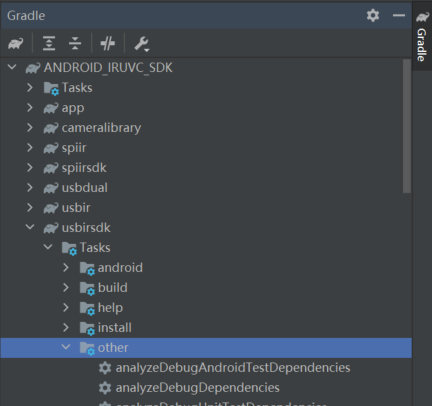 Gradle
Gradle
ANDROID_IRUVC_SDK
Tasks
app
cameralibrary
spiir
spiirsdk
usbdual
usbir
usbirsdk
Tasks
android
build
help
install
other
analyzeDebugAndroidTestDependencies
analyzeDebugDependencies
analyzeDebugUnitTestDependencies